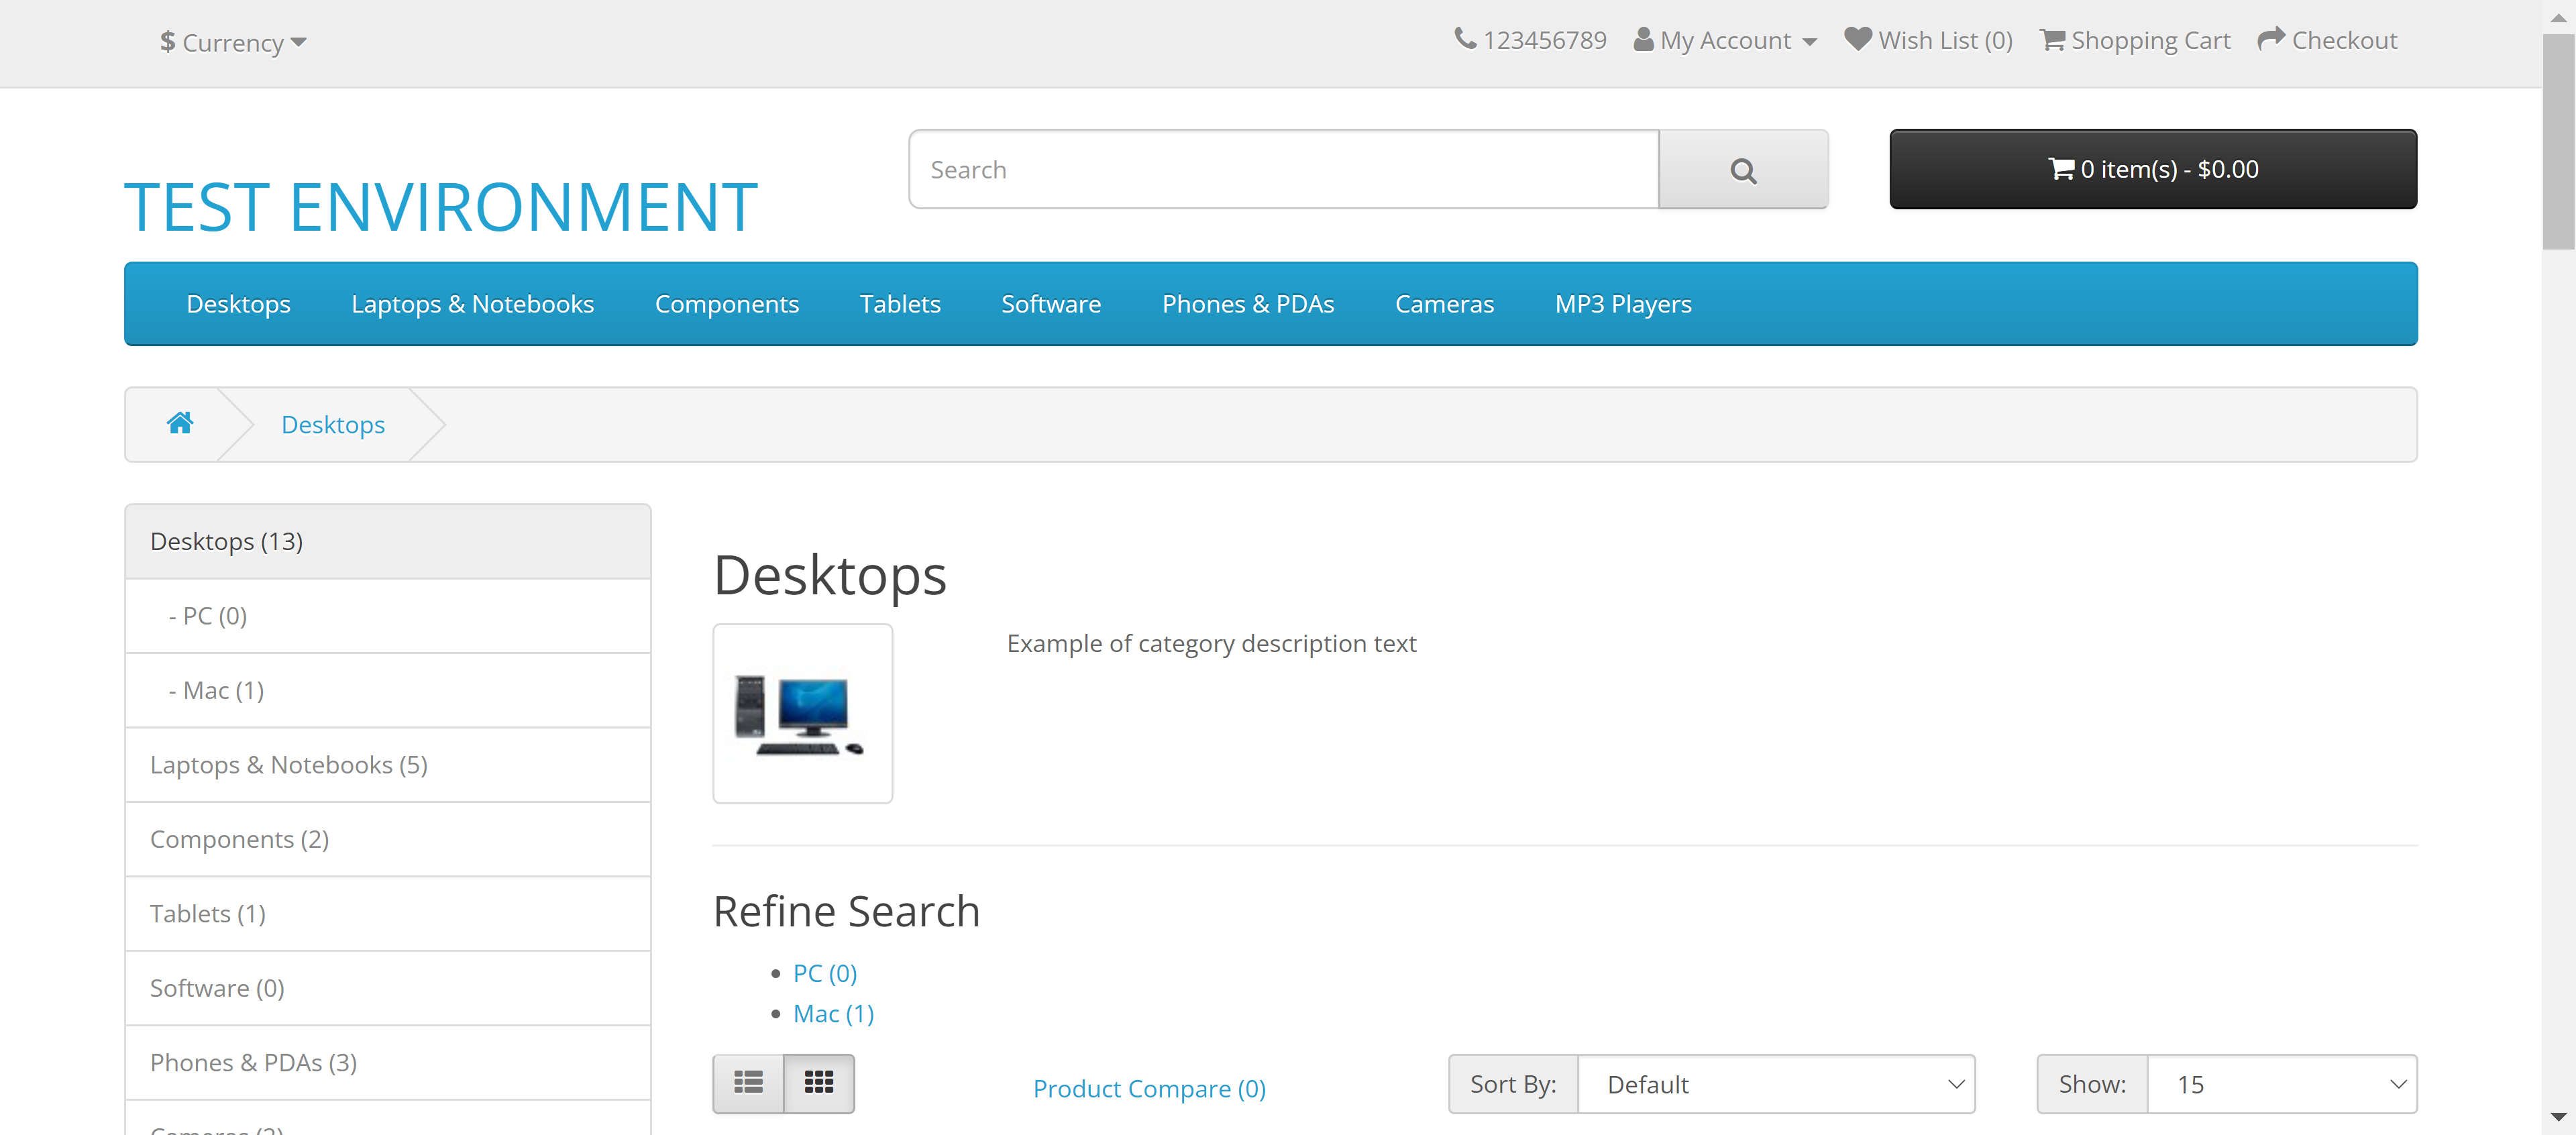 $ Currency
123456789 My Account Wish List (0) Shopping Cart Checkout
TEST ENVIRONMENT
Search
0 item(s) - $0.00
Desktops Laptops & Notebooks Components Tablets Software Phones & PDAs Cameras MP3 Players
Desktops
Desktops (13)
- PC (0)
- Mac (1)
Laptops & Notebooks (5)
Components (2)
Tablets (1)
Software (0)
Phones & PDAs (3)
Desktops
Example of category description text
Refine Search
• PC (0)
• Mac (1)
Product Compare (0)
Sort By: Default
Show: 15